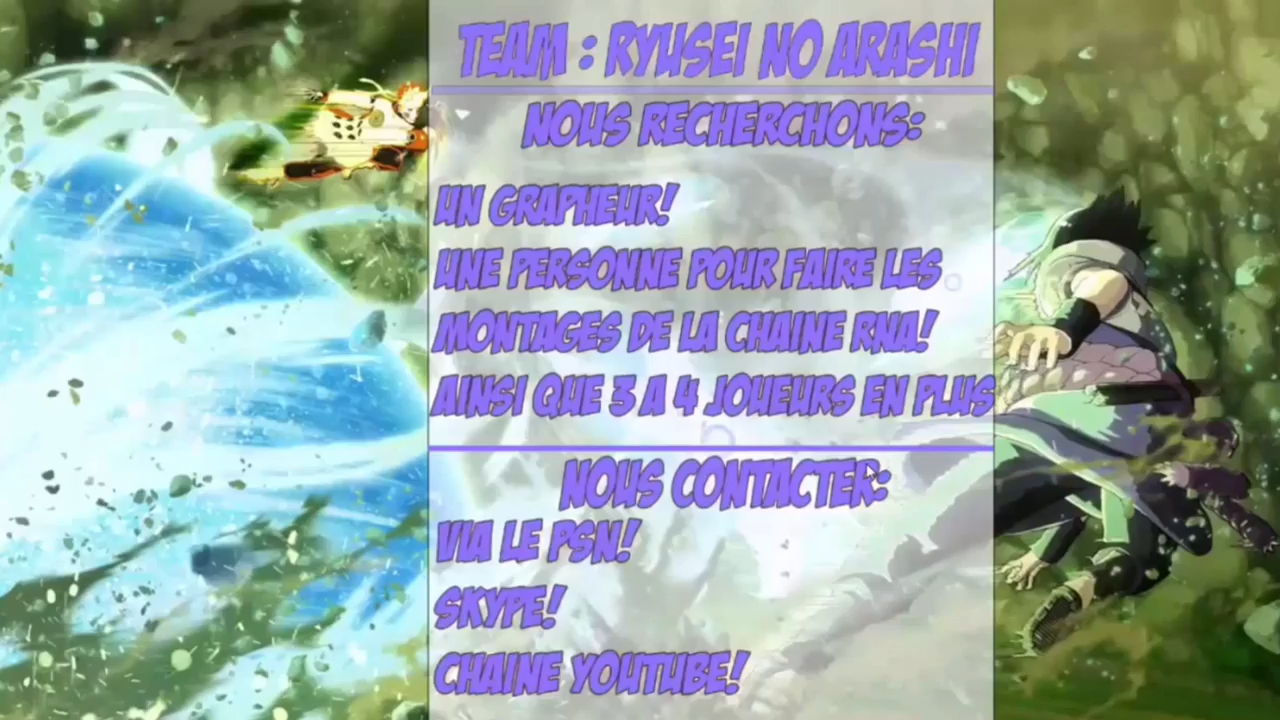 TEAM : RYUSEI NO ARASHI
NOUS RECHERCHONS:
UN GRAPHEUR!
UNE PERSONNE POUR FAIRE LES
MONTAGES DE LA CHAINE RNA!
AINSI QUE 3 A 4 JOUEURS EN PLUS
NOUS CONTACTER:
VIA LE PSN!
SKYPE!
CHAINE YOUTUBE!